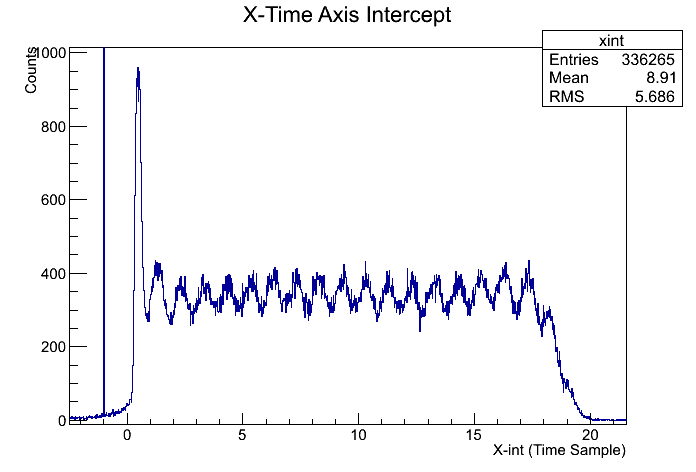 X-Time Axis Intercept
xint
Entries 336265
Mean 8.91
RMS 5.686
Counts
1000
800
600
400
200
0
0 5 10 15 20
X-int (Time Sample)